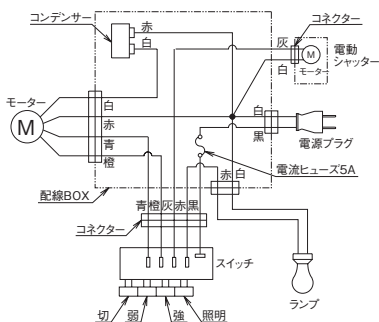 コンデンサー
赤
白
灰
白
コネクター
M
モーター
電動
シャッター
モーター
M
白
赤
青
橙
白
黒
電源プラグ
電流ヒューズ5A
赤白
配線BOX
青橙灰赤黒
コネクター
スイッチ
切 弱 強 照明
ランプ